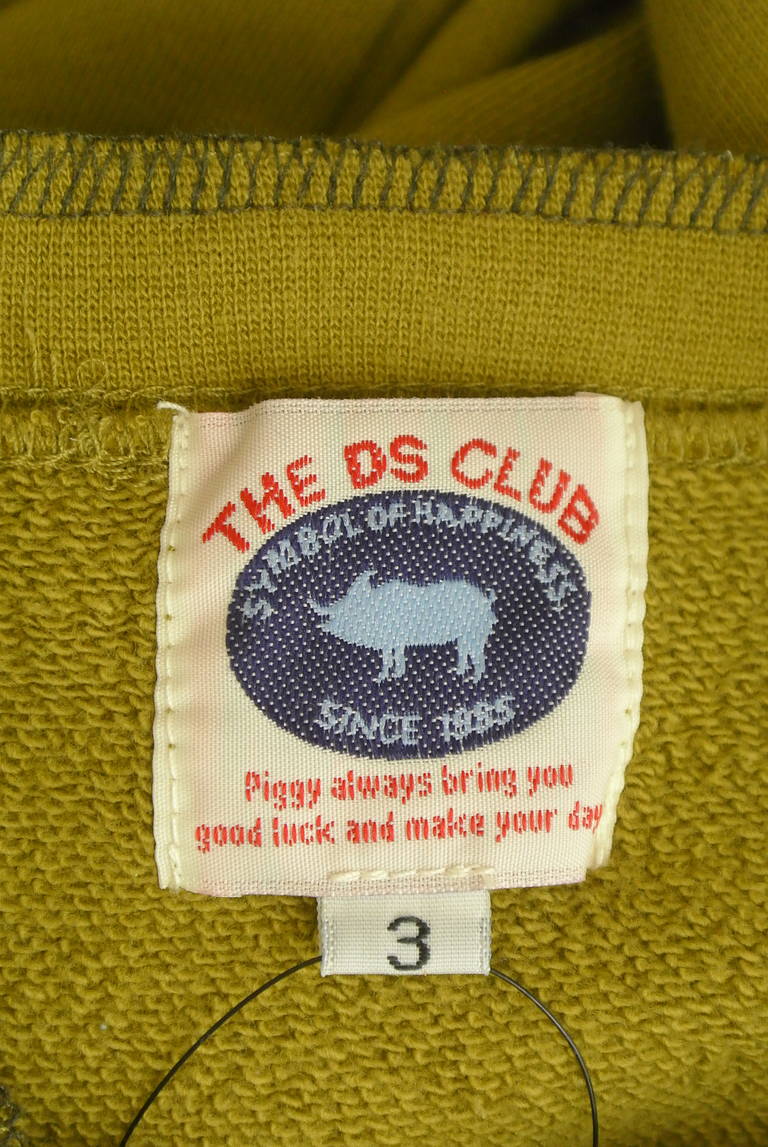 THE DS CLUB
SYMBOL OF HAPPINESS
SINCE 1985
Piggy always bring you
good luck and make your day
3